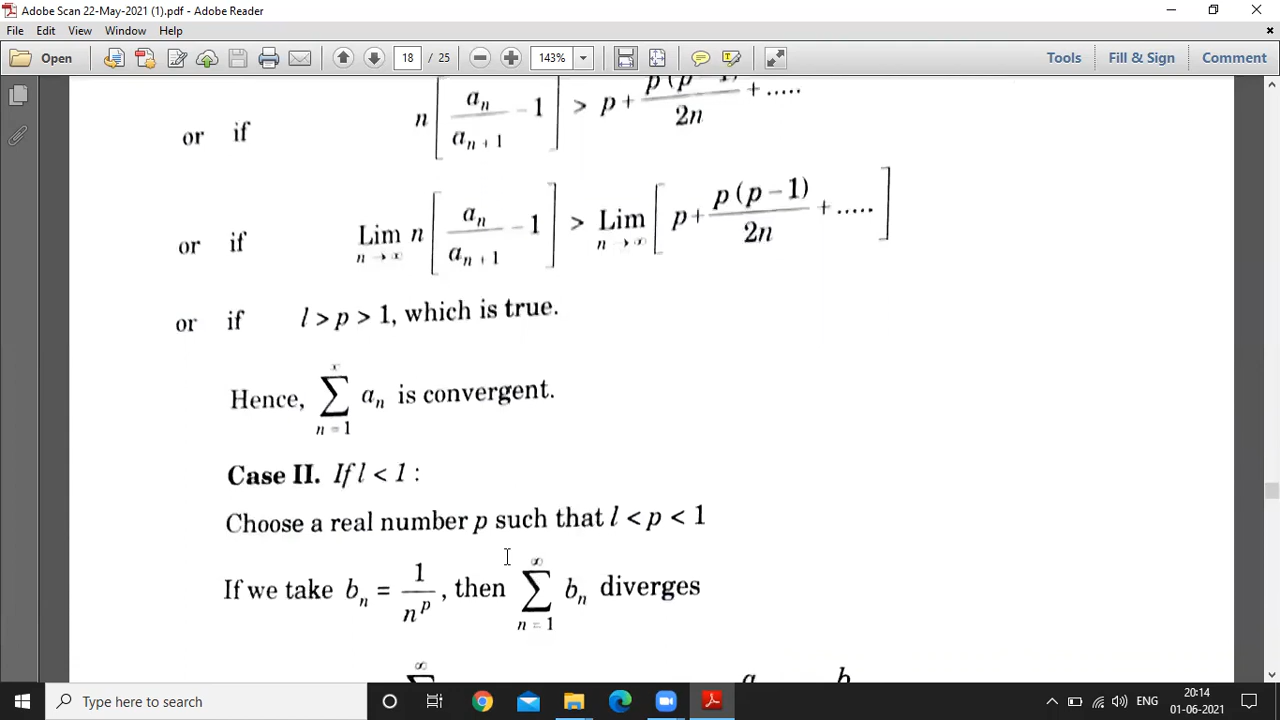 Adobe Scan 22-May-2021 (1).pdf - Adobe Reader
File Edit View Window Help
Open 18 / 25 143% Tools Fill & Sign Comment
or if n[a_n/a_{n+1} - 1] > p + p(p-1)/2n + .....
or if Lim_{n→∞} n[a_n/a_{n+1} - 1] > Lim_{n→∞}[p + p(p-1)/2n + .....]
or if l > p > 1, which is true.
Hence, ∑_{n=1}^{∞} a_n is convergent.
Case II. If l < 1 :
Choose a real number p such that l < p < 1
If we take b_n = 1/n^p, then ∑_{n=1}^{∞} b_n diverges
Type here to search
ENG
20:14
01-06-2021